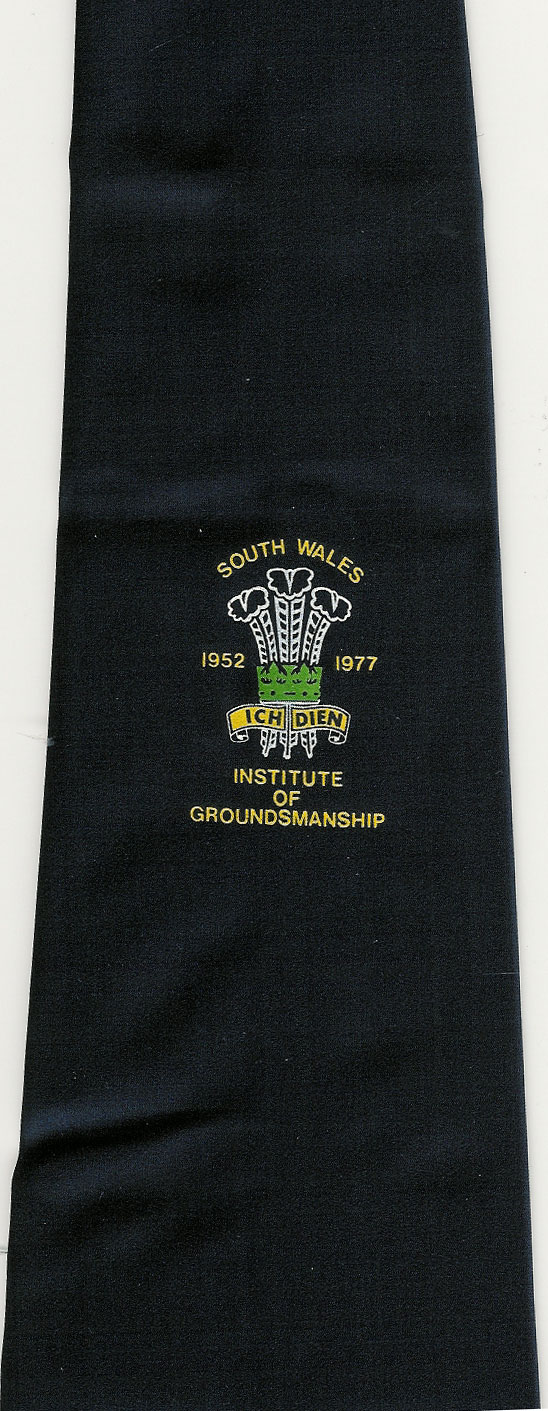 SOUTH WALES
1952 1977
ICH DIEN
INSTITUTE
OF
GROUNDSMANSHIP